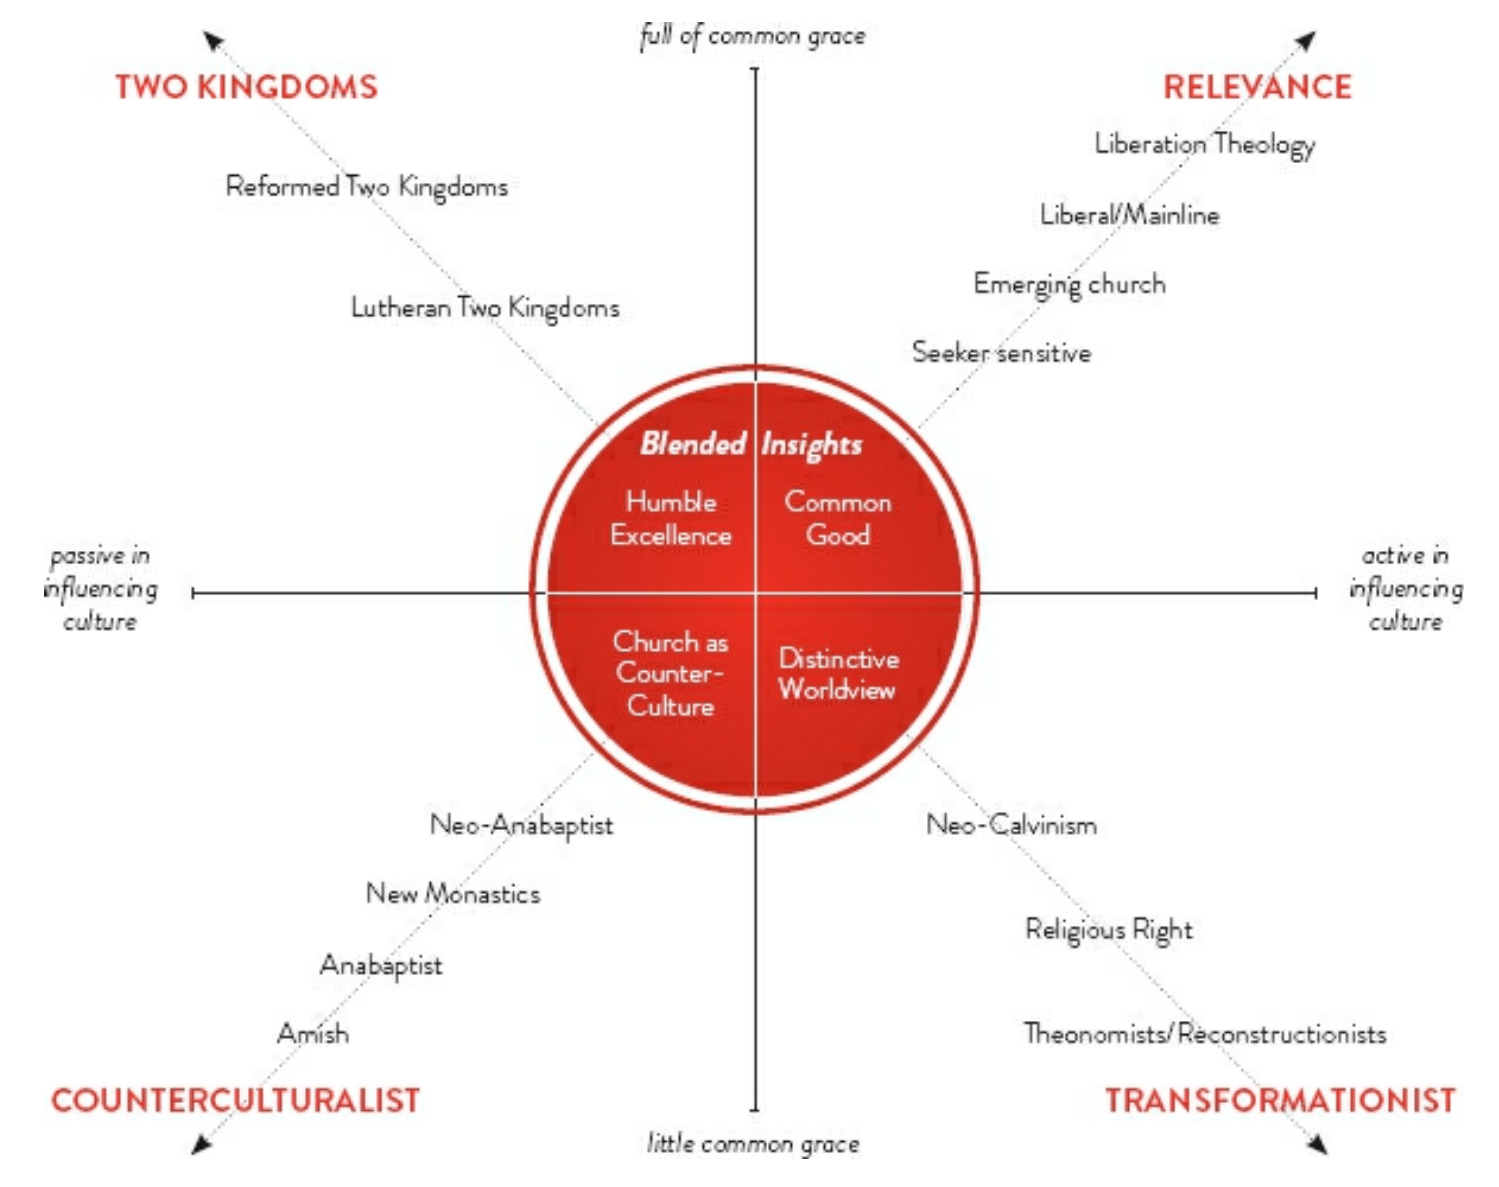 full of common grace
TWO KINGDOMS
RELEVANCE
Liberation Theology
Reformed Two Kingdoms
Liberal/Mainline
Emerging church
Lutheran Two Kingdoms
Seeker sensitive
Blended Insights
Humble
Excellence
Common
Good
passive in
influencing
culture
active in
influencing
culture
Church as
Counter-
Culture
Distinctive
Worldview
Neo-Anabaptist
Neo-Calvinism
New Monastics
Religious Right
Anabaptist
Amish
Theonomists/Reconstructionists
COUNTERCULTURALIST
TRANSFORMATIONIST
little common grace